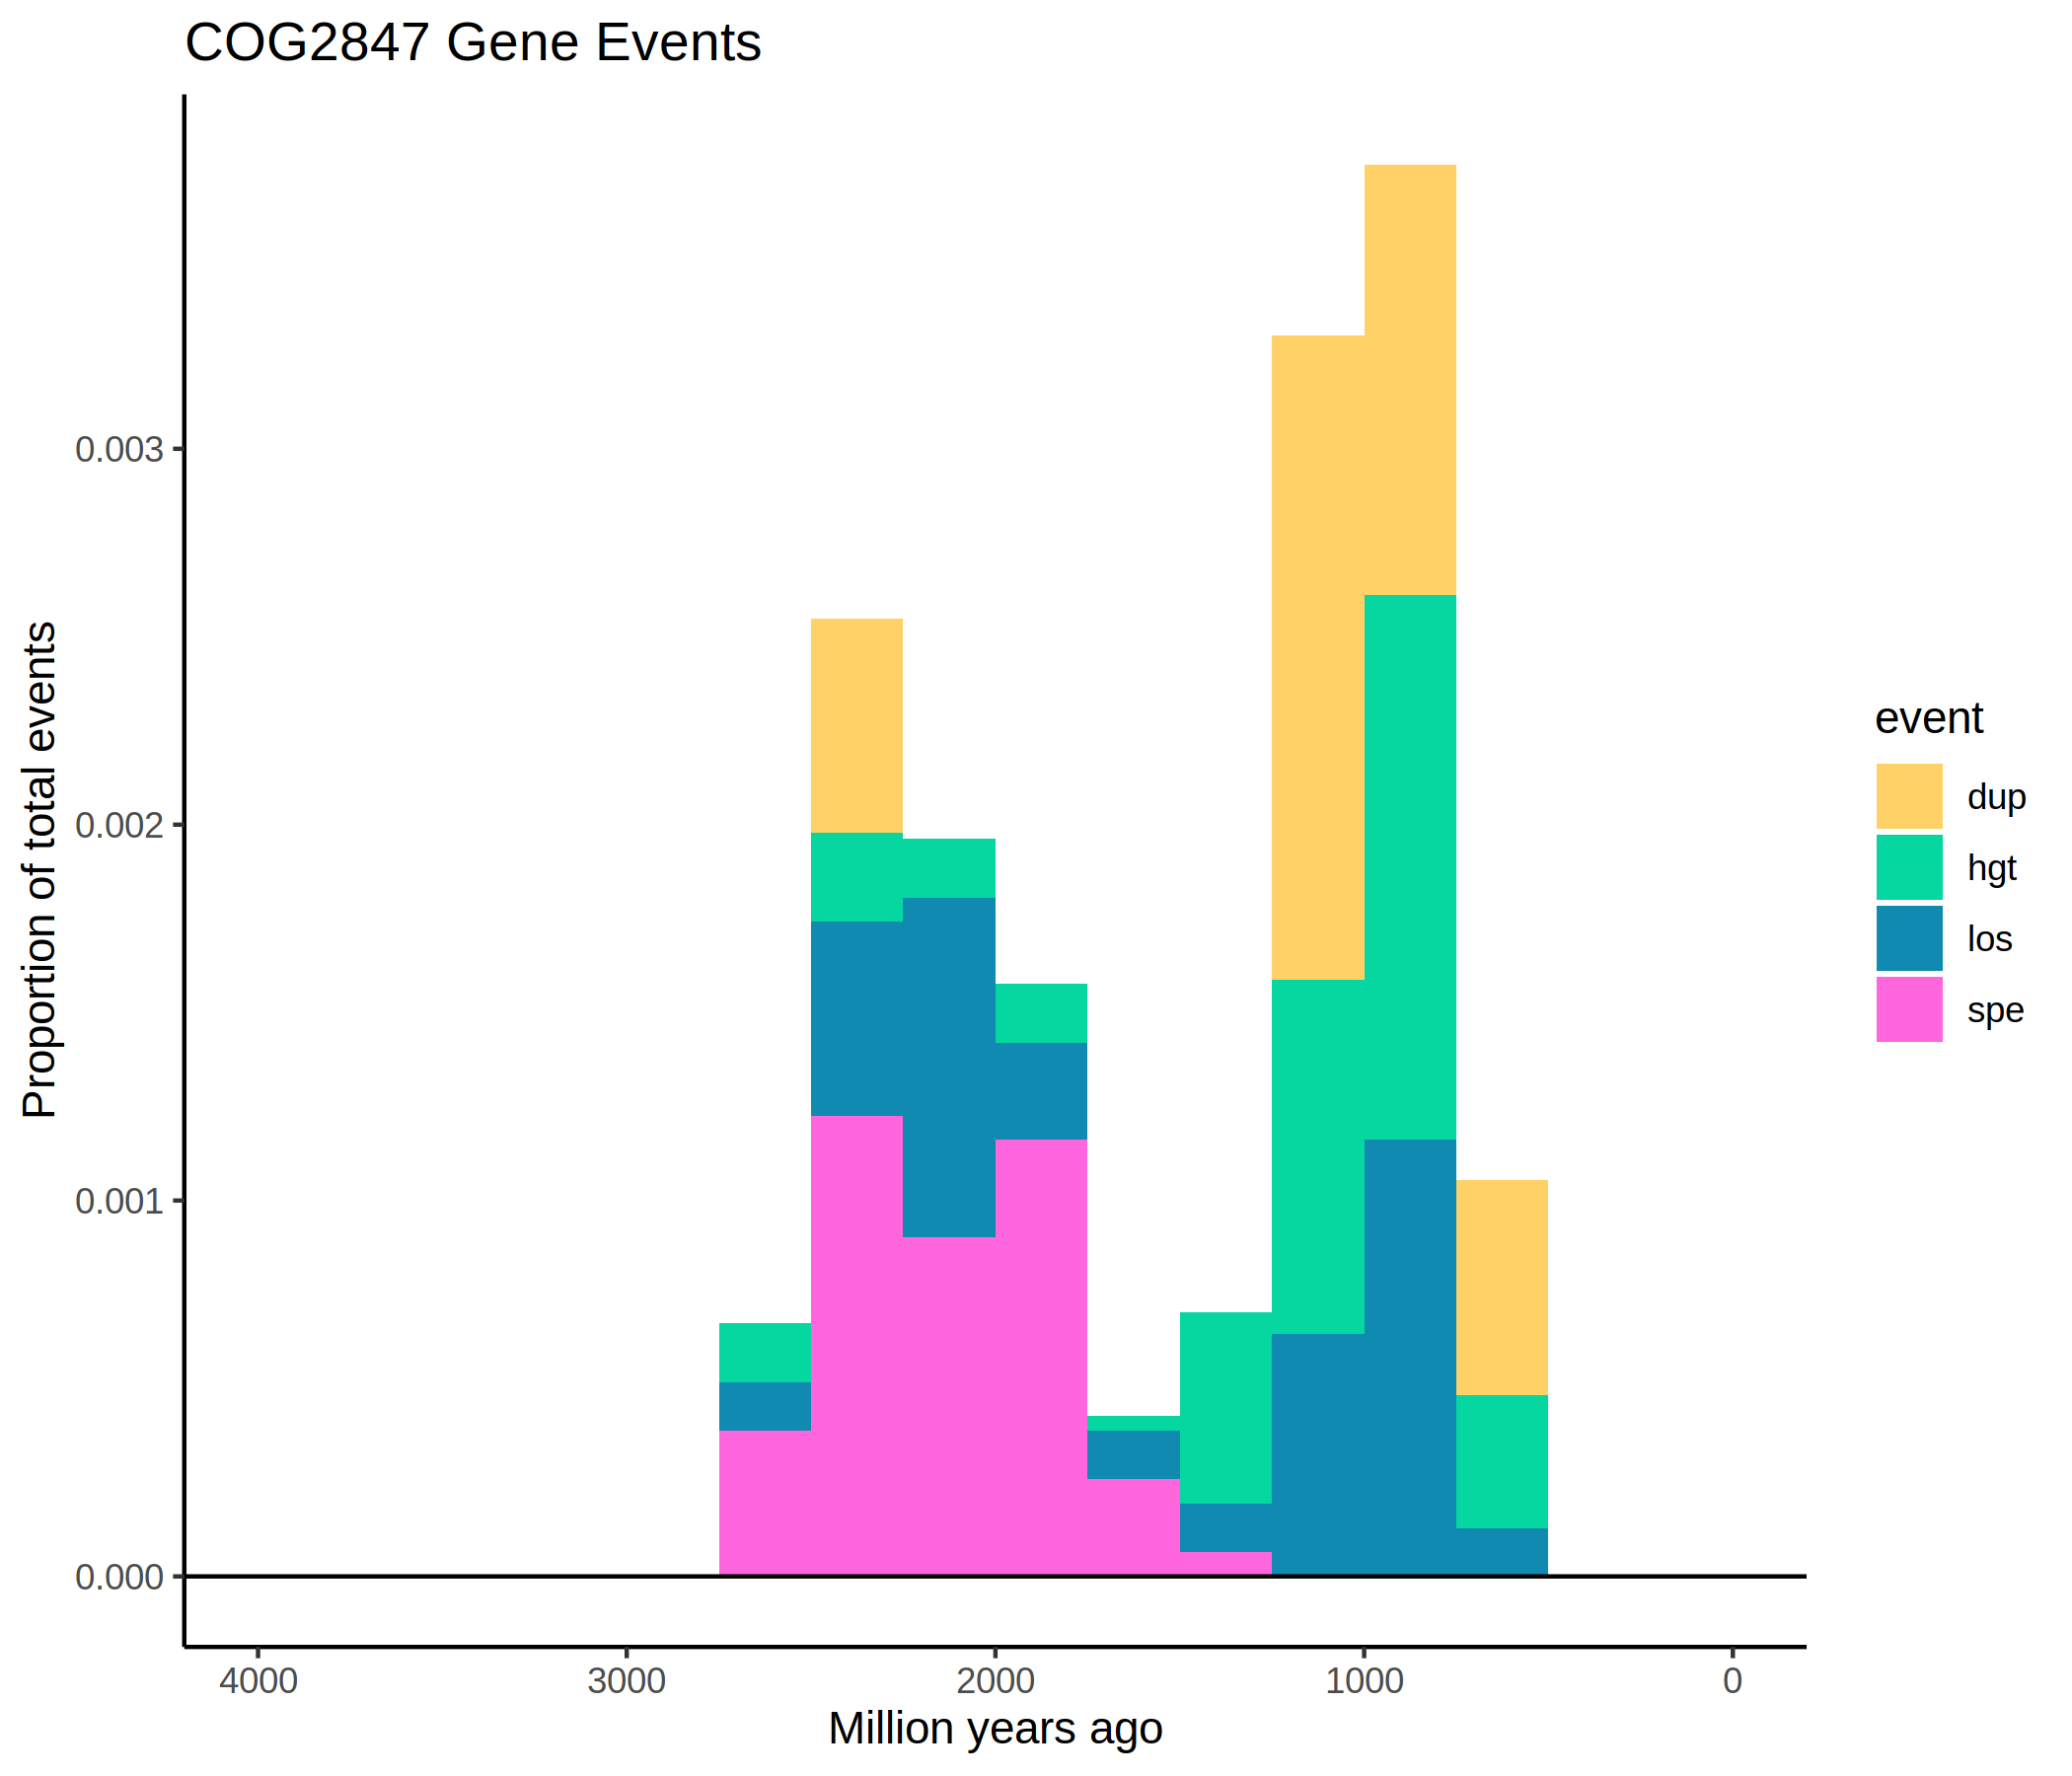 COG2847 Gene Events
Proportion of total events
0.003
0.002
0.001
0.000
4000
3000
2000
1000
0
Million years ago
event
dup
hgt
los
spe